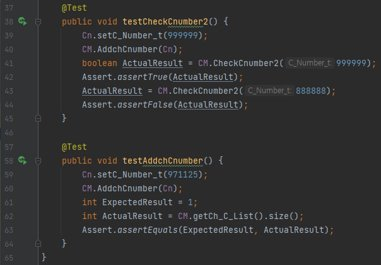 37 @Test
38 public void testCheckCnumber2() {
39 Cn.setC_Number_t(999999);
40 CM.AddchCnumber(Cn);
41 boolean ActualResult = CM.CheckCnumber2( C_Number_t: 999999);
42 Assert.assertTrue(ActualResult);
43 ActualResult = CM.CheckCnumber2( C_Number_t: 888888);
44 Assert.assertFalse(ActualResult);
45 }
46
57 @Test
58 public void testAddchCnumber() {
59 Cn.setC_Number_t(971125);
60 CM.AddchCnumber(Cn);
61 int ExpectedResult = 1;
62 int ActualResult = CM.getCh_C_List().size();
63 Assert.assertEquals(ExpectedResult, ActualResult);
64 }
65 }